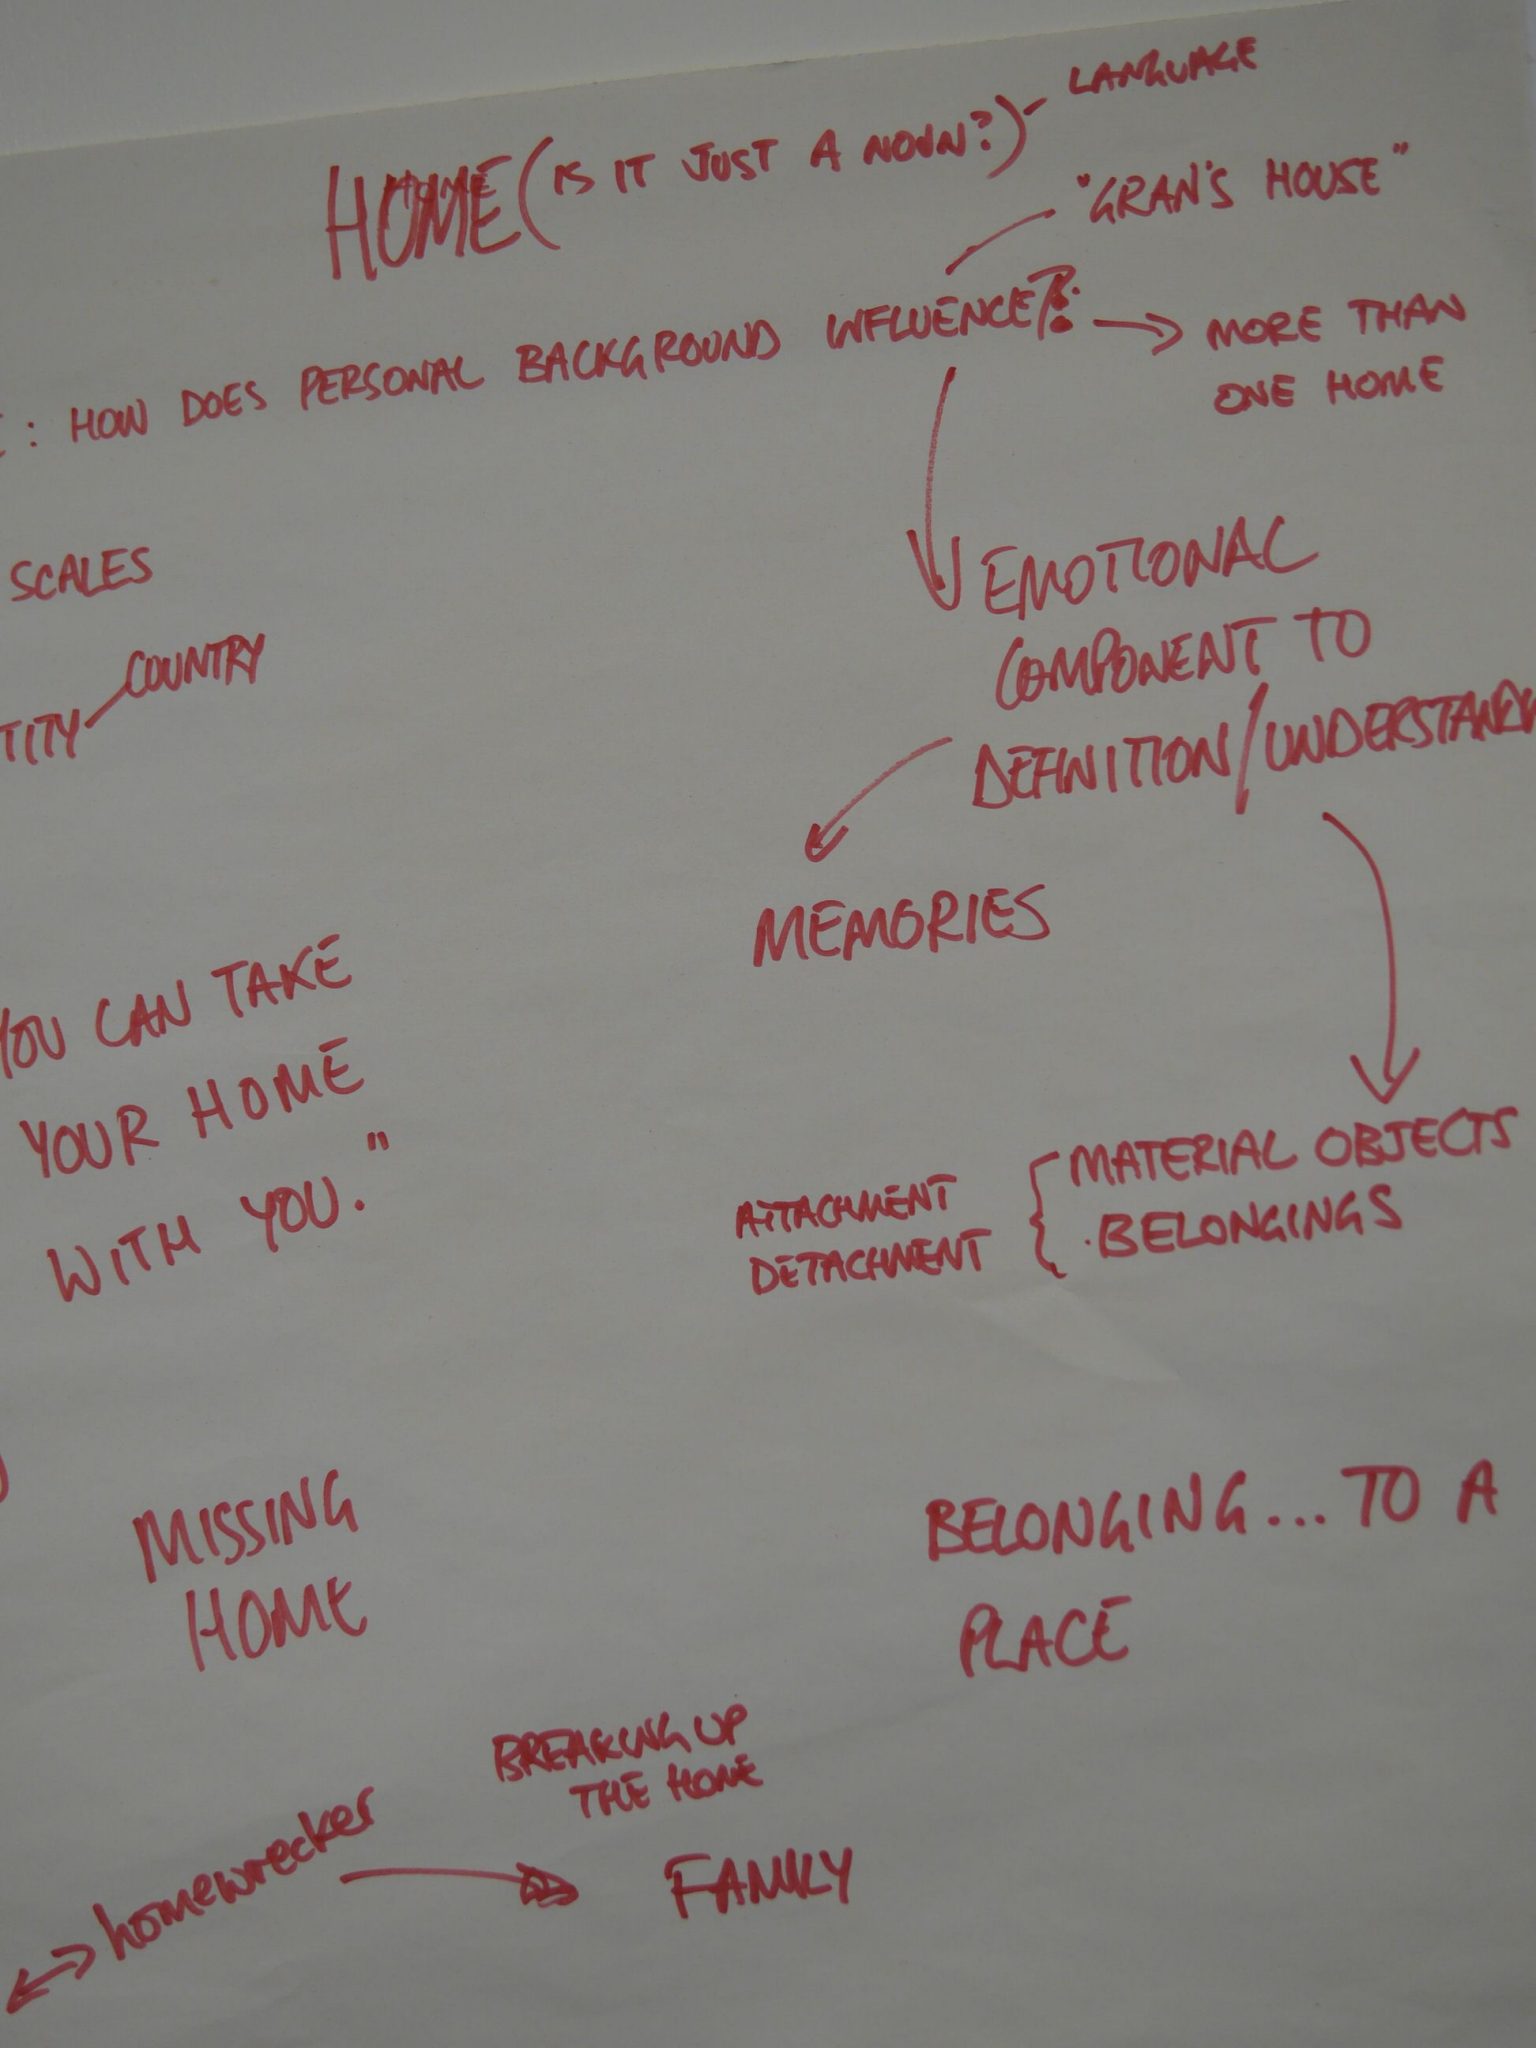 LANGUAGE
HOME (IS IT JUST A NOUN?)
"GRAN'S HOUSE"
: HOW DOES PERSONAL BACKGROUND INFLUENCE?
MORE THAN
ONE HOME
SCALES
EMOTIONAL
COUNTRY
COMPONENT TO
TITY
DEFINITION/UNDERSTANDIN
MEMORIES
YOU CAN TAKE
YOUR HOME
WITH YOU."
MATERIAL OBJECTS
ATTACHMENT
BELONGINGS
DETACHMENT
MISSING
HOME
BELONGING... TO A
PLACE
BREAKING UP
THE HOME
homewrecker
FAMILY